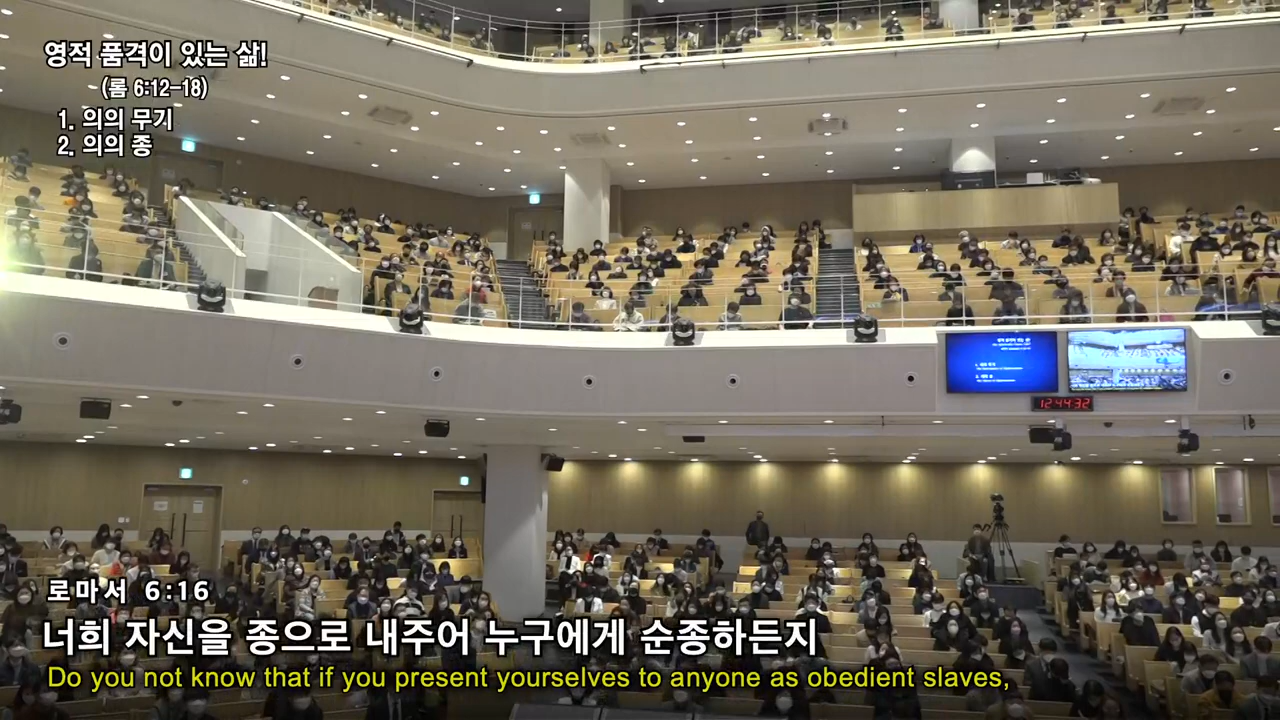 영적 품격이 있는 삶!
(롬 6:12-18)
1. 의의 무기
2. 의의 종
12:44:32
로마서 6:16
너희 자신을 종으로 내주어 누구에게 순종하든지
Do you not know that if you present yourselves to anyone as obedient slaves,